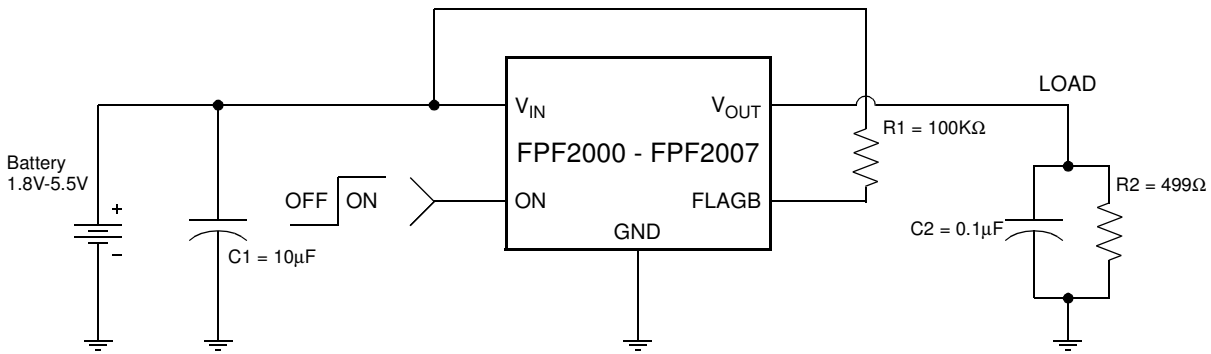 LOAD
V_IN
V_OUT
R1 = 100KΩ
FPF2000 - FPF2007
Battery
1.8V-5.5V
+
−
OFF
ON
ON
FLAGB
R2 = 499Ω
GND
C1 = 10μF
C2 = 0.1μF